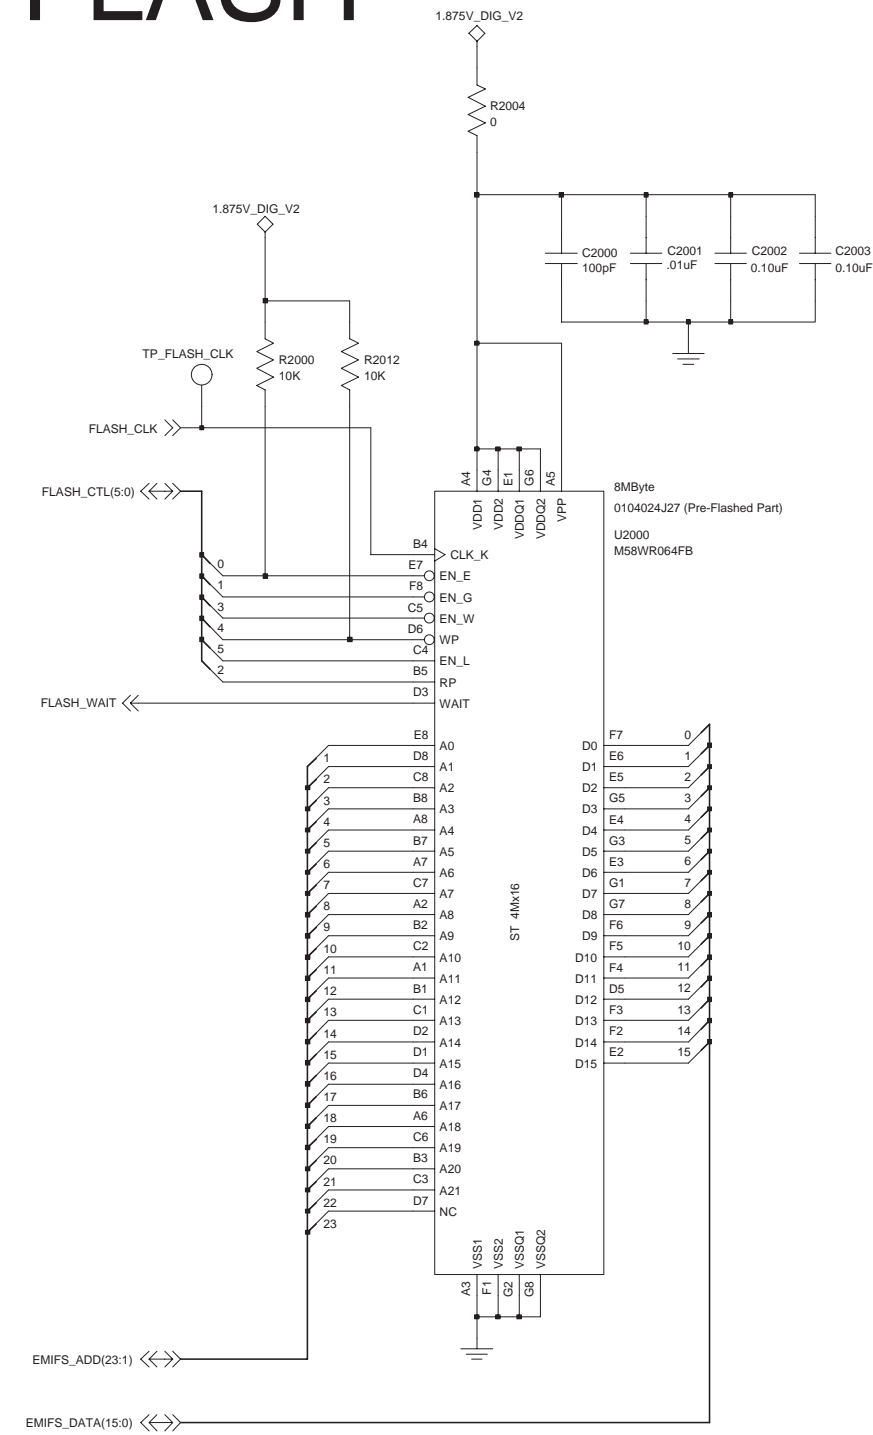 FLASH
1.875V_DIG_V2
R2004
0
1.875V_DIG_V2
C2000
100pF
C2001
.01uF
C2002
0.10uF
C2003
0.10uF
TP_FLASH_CLK
R2000
10K
R2012
10K
FLASH_CLK
FLASH_CTL(5:0)
A4
G4
E1
G6
A5
VDD1
VDD2
VDDQ1
VDDQ2
VPP
8MByte
0104024J27 (Pre-Flashed Part)
U2000
M58WR064FB
B4
CLK_K
0 E7 EN_E
1 F8 EN_G
3 C5 EN_W
4 D6 WP
5 C4 EN_L
2 B5 RP
FLASH_WAIT
D3 WAIT
1 E8 A0
2 D8 A1
3 C8 A2
4 B8 A3
5 A8 A4
6 B7 A5
7 A7 A6
8 C7 A7
9 A2 A8
10 B2 A9
11 C2 A10
12 A1 A11
13 B1 A12
14 C1 A13
15 D2 A14
16 D1 A15
17 D4 A16
18 B6 A17
19 A6 A18
20 C6 A19
21 B3 A20
22 C3 A21
23 D7 NC
ST 4Mx16
D0 F7 0
D1 E6 1
D2 E5 2
D3 G5 3
D4 E4 4
D5 G3 5
D6 E3 6
D7 G1 7
D8 G7 8
D9 F6 9
D10 F5 10
D11 F4 11
D12 D5 12
D13 F3 13
D14 F2 14
D15 E2 15
VSS1
VSS2
VSSQ1
VSSQ2
A3
F1
G2
G8
EMIFS_ADD(23:1)
EMIFS_DATA(15:0)